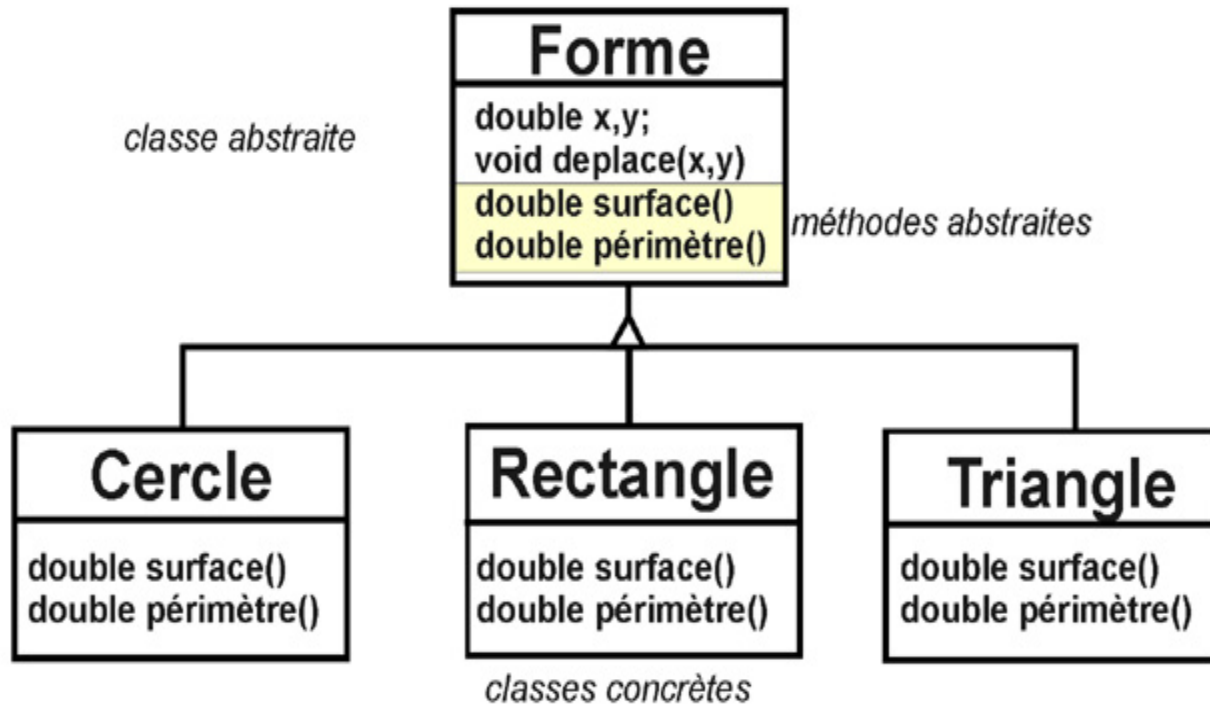 Forme
classe abstraite
double x,y;
void deplace(x,y)
double surface()
double périmètre()
méthodes abstraites
Cercle
double surface()
double périmètre()
Rectangle
double surface()
double périmètre()
Triangle
double surface()
double périmètre()
classes concrètes